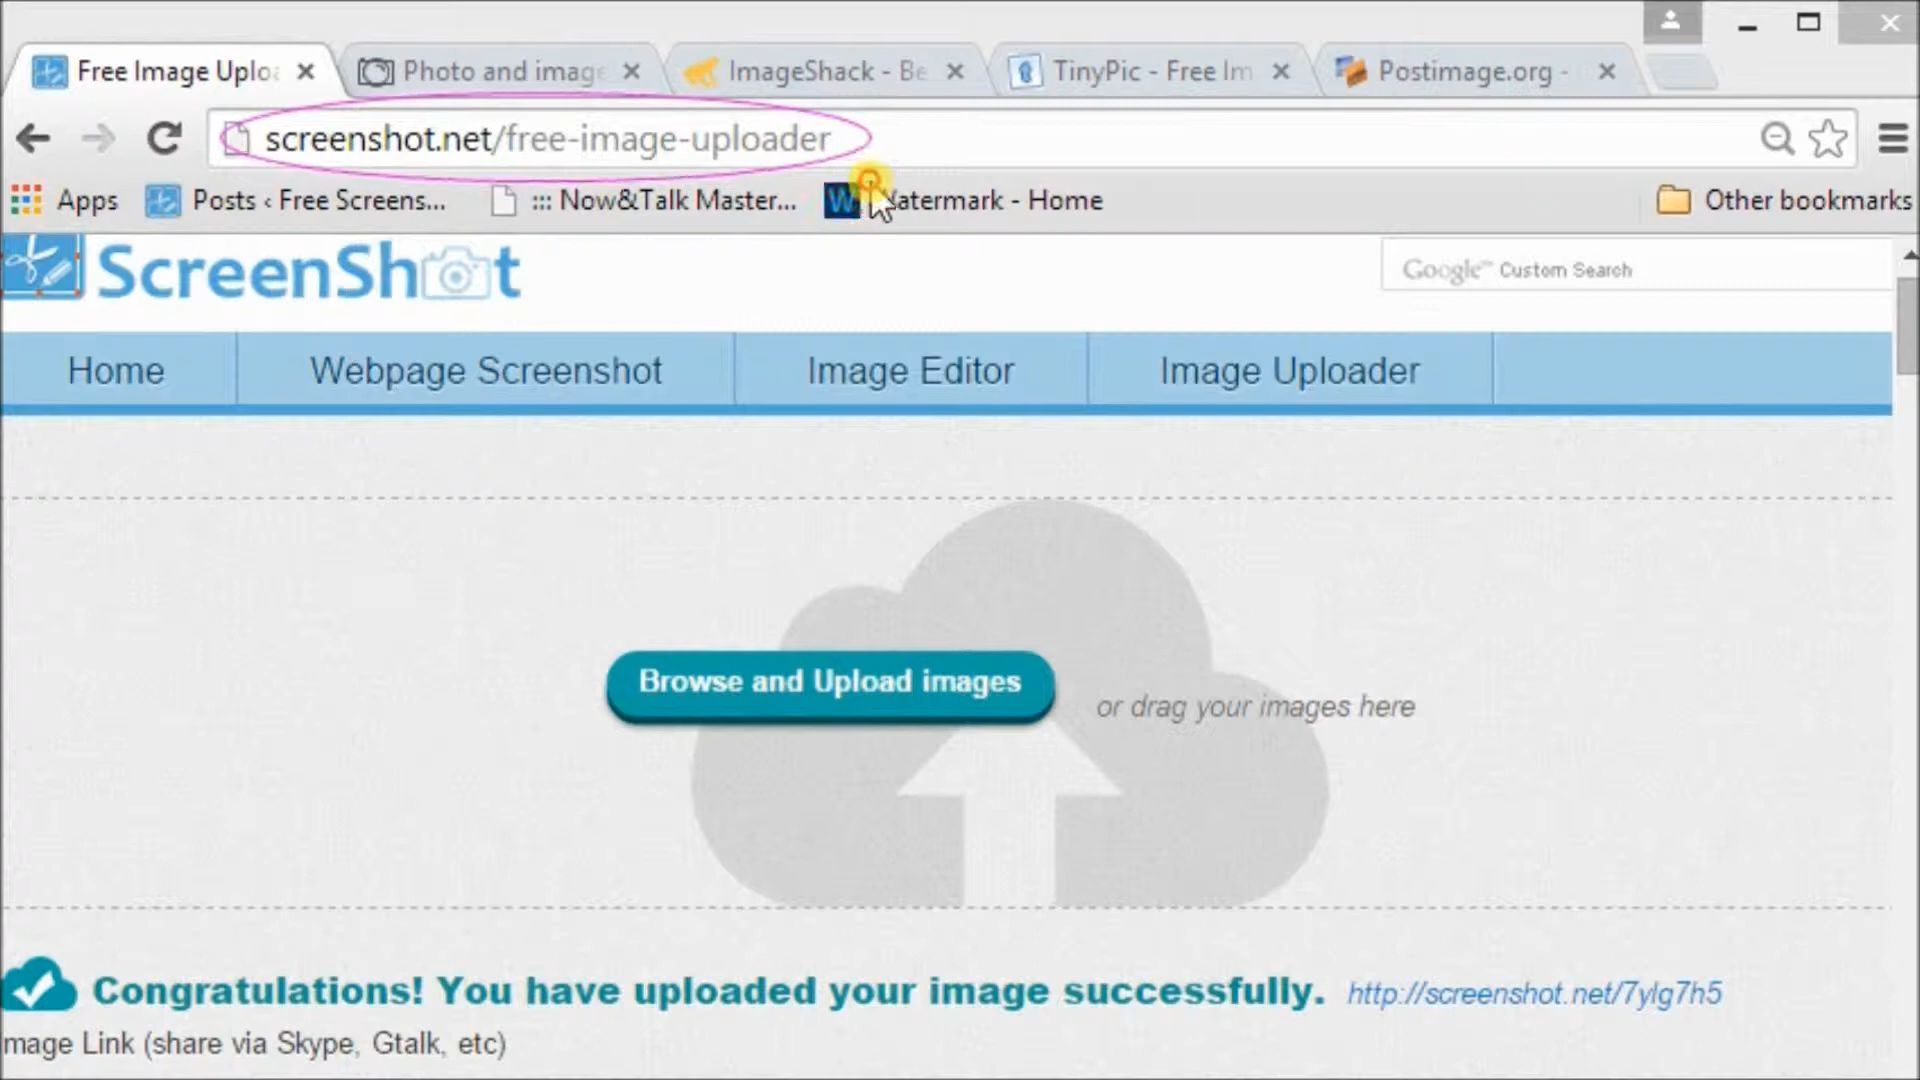 Free Image Uplo
Photo and image
ImageShack - Be
TinyPic - Free Im
Postimage.org -
screenshot.net/free-image-uploader
Apps
Posts ‹ Free Screens...
::: Now&Talk Master...
Watermark - Home
Other bookmarks
ScreenShot
Google™ Custom Search
Home
Webpage Screenshot
Image Editor
Image Uploader
Browse and Upload images
or drag your images here
Congratulations! You have uploaded your image successfully. http://screenshot.net/7ylg7h5
mage Link (share via Skype, Gtalk, etc)